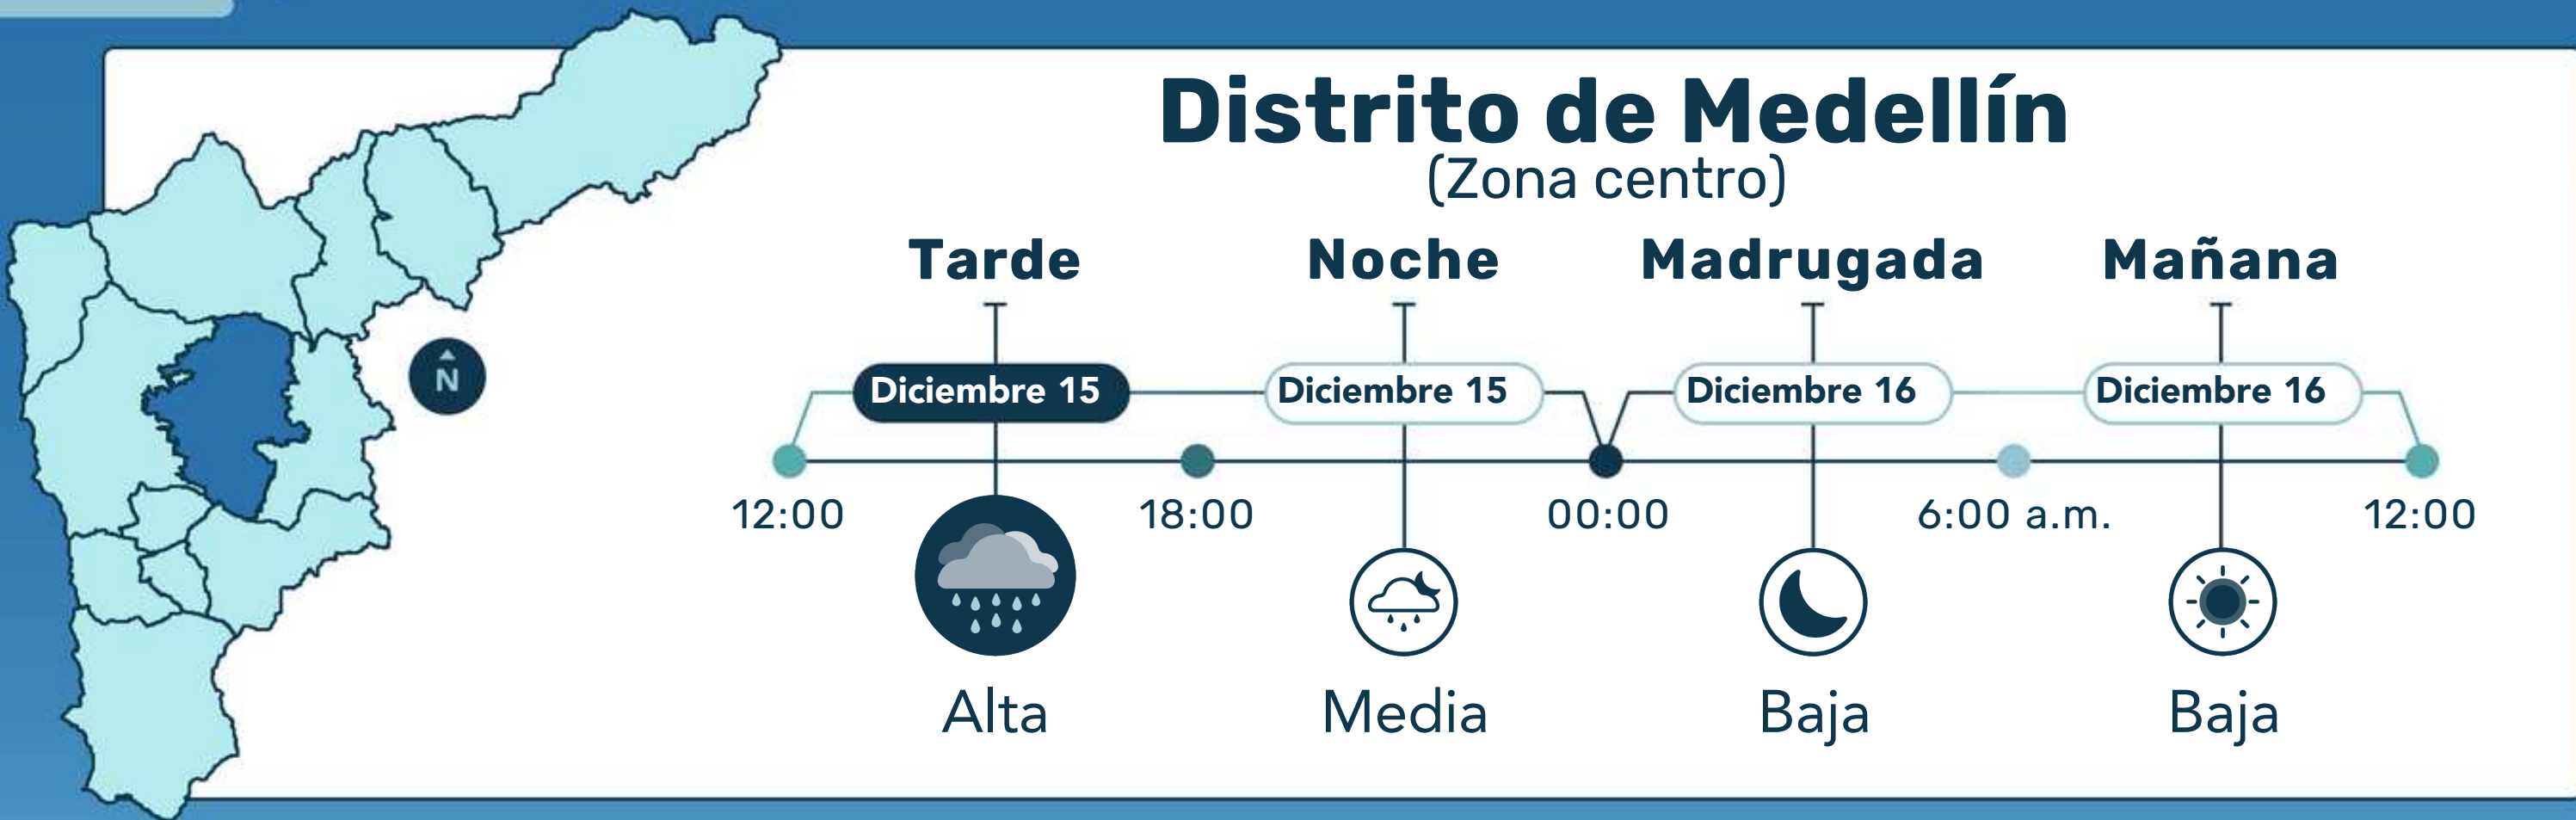 Distrito de Medellín
(Zona centro)
Tarde Noche Madrugada Mañana
Diciembre 15 Diciembre 15 Diciembre 16 Diciembre 16
N
12:00 18:00 00:00 6:00 a.m. 12:00
Alta Media Baja Baja